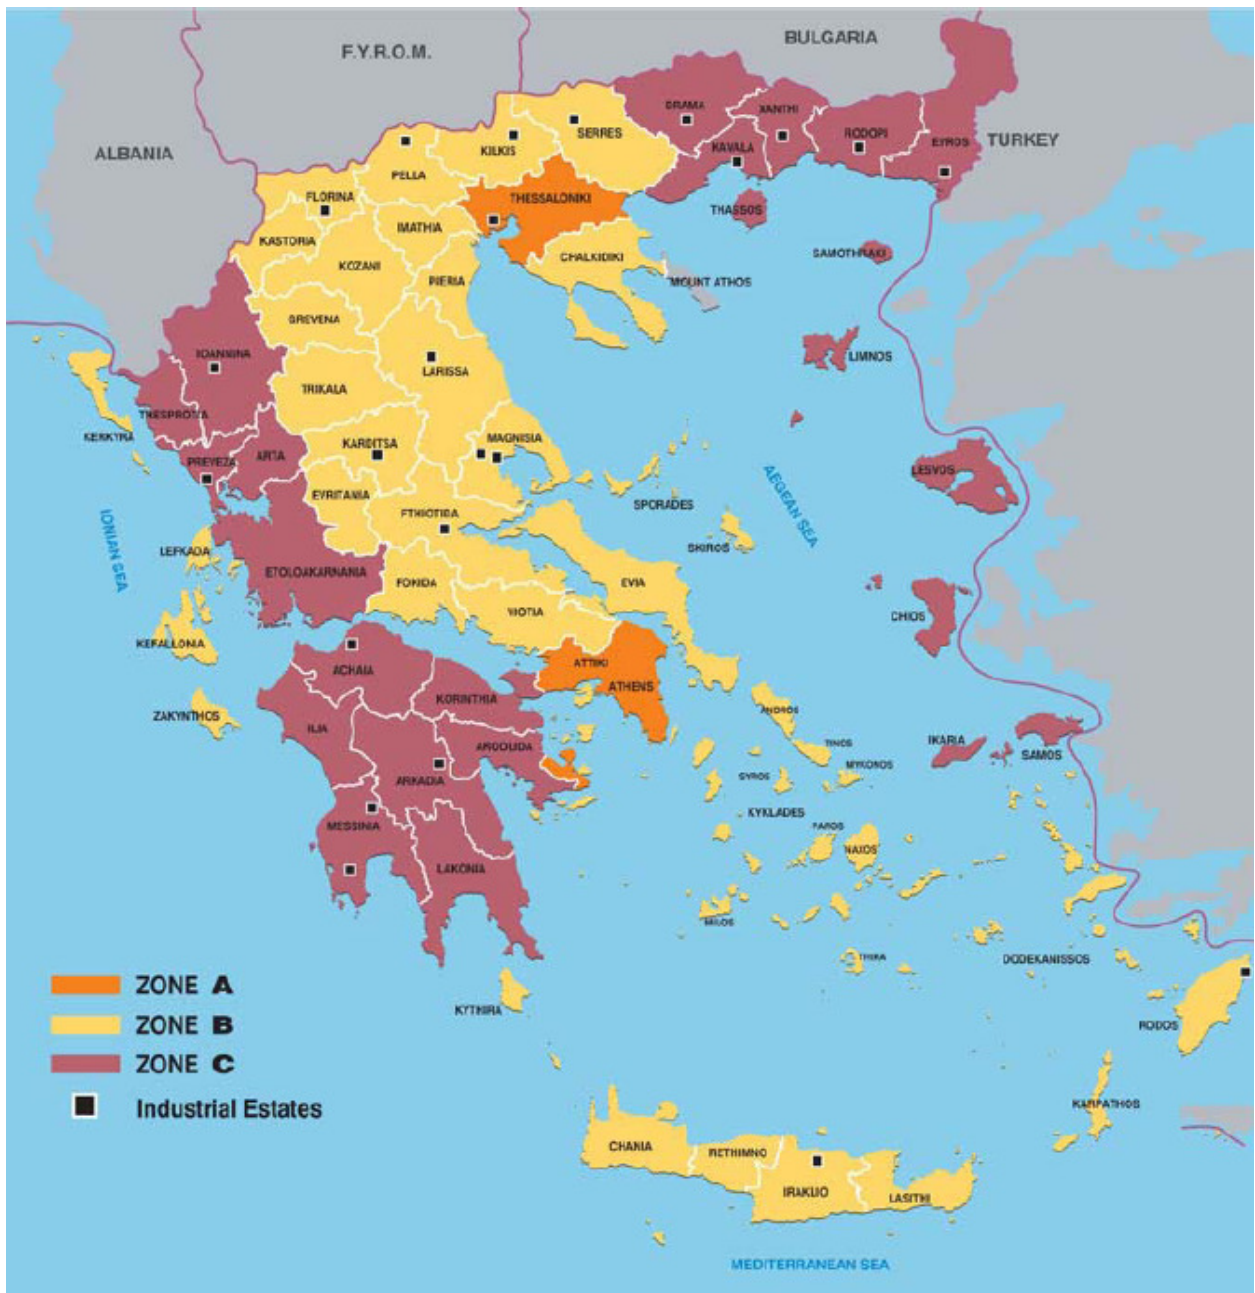 BULGARIA
F.Y.R.O.M.
DRAMA
XANTHI
SERRES
RODOPI
EYROS
TURKEY
ALBANIA
KILKIS
KAVALA
PELLA
FLORINA
THESSALONIKI
THASSOS
IMATHIA
KASTORIA
SAMOTHRAKI
CHALKIDIKI
KOZANI
PIERIA
MOUNT ATHOS
GREVENA
IOANNINA
LIMNOS
LARISSA
TRIKALA
THESPROTIA
KERKYRA
KARDITSA
MAGNISIA
ARTA
PREVEZA
LESVOS
AEGEAN SEA
EVRITANIA
SPORADES
IONIAN SEA
FTHIOTIDA
SKIROS
LEFKADA
ETOLOAKARNANIA
FOKIDA
EVIA
VIOTIA
CHIOS
KEFALLONIA
ATTIKI
ACHAIA
ATHENS
KORINTHIA
ANDROS
ZAKYNTHOS
ILIA
ARGOLIDA
TINOS
IKARIA
SAMOS
MYKONOS
SYROS
ARKADIA
KYKLADES
MESSINIA
PAROS
NAXOS
LAKONIA
MILOS
THIRA
DODEKANISSOS
ZONE A
KYTHIRA
ZONE B
RODOS
ZONE C
KARPATHOS
Industrial Estates
CHANIA
RETHIMNO
IRAKLIO
LASITHI
MEDITERRANEAN SEA